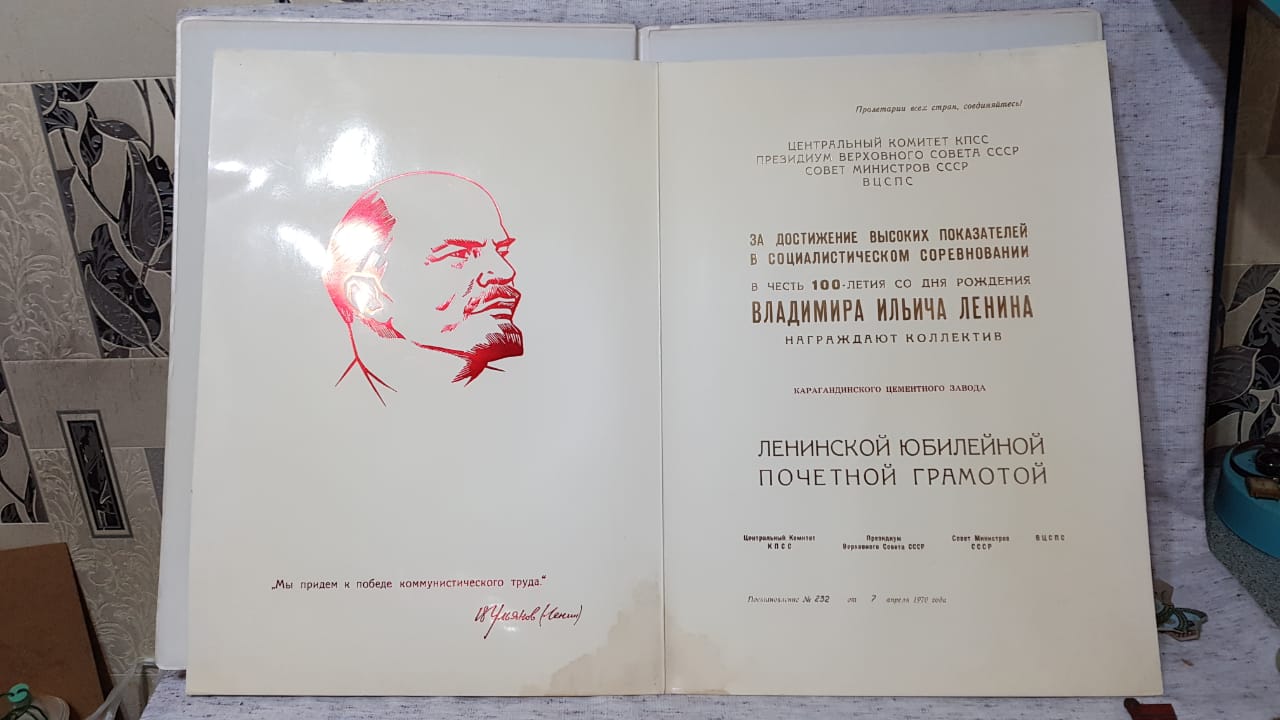 „Мы придем к победе коммунистического труда.“
В Ульянов (Ленин)
Пролетарии всех стран, соединяйтесь!
ЦЕНТРАЛЬНЫЙ КОМИТЕТ КПСС
ПРЕЗИДИУМ ВЕРХОВНОГО СОВЕТА СССР
СОВЕТ МИНИСТРОВ СССР
ВЦСПС
ЗА ДОСТИЖЕНИЕ ВЫСОКИХ ПОКАЗАТЕЛЕЙ
В СОЦИАЛИСТИЧЕСКОМ СОРЕВНОВАНИИ
В ЧЕСТЬ 100-ЛЕТИЯ СО ДНЯ РОЖДЕНИЯ
ВЛАДИМИРА ИЛЬИЧА ЛЕНИНА
НАГРАЖДАЮТ КОЛЛЕКТИВ
КАРАГАНДИНСКОГО ЦЕМЕНТНОГО ЗАВОДА
ЛЕНИНСКОЙ ЮБИЛЕЙНОЙ
ПОЧЕТНОЙ ГРАМОТОЙ
Центральный Комитет Президиум Совет Министров ВЦСПС
КПСС Верховного Совета СССР СССР
Постановление № 232 от 7 апреля 1970 года